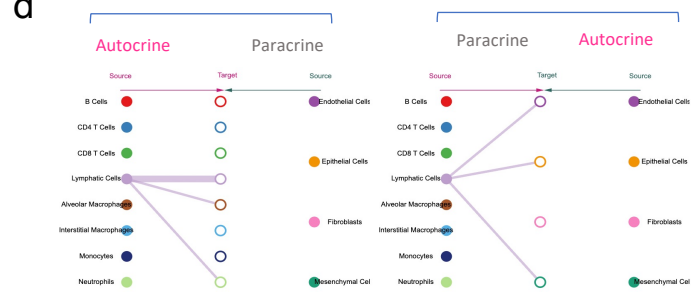 d
Autocrine Paracrine
Source Target Source
B Cells Endothelial Cells
CD4 T Cells
CD8 T Cells Epithelial Cells
Lymphatic Cells
Alveolar Macrophages Fibroblasts
Interstitial Macrophages
Monocytes
Neutrophils Mesenchymal Cel
Paracrine Autocrine
Source Target Source
B Cells Endothelial Cells
CD4 T Cells
CD8 T Cells Epithelial Cells
Lymphatic Cells
Alveolar Macrophages Fibroblasts
Interstitial Macrophages
Monocytes
Neutrophils Mesenchymal Cel